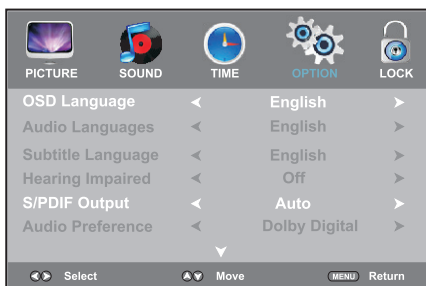 PICTURE SOUND TIME OPTION LOCK
OSD Language English
Audio Languages English
Subtitle Language English
Hearing Impaired Off
S/PDIF Output Auto
Audio Preference Dolby Digital
Select Move MENU Return